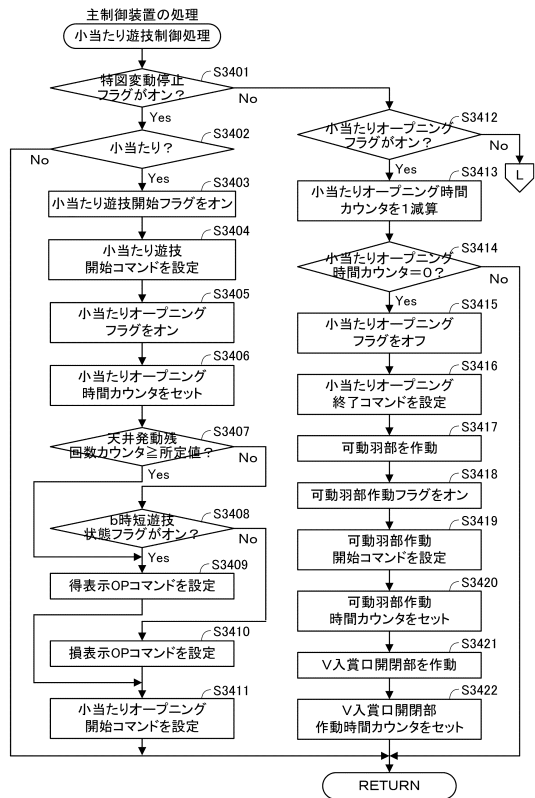 主制御装置の処理
小当たり遊技制御処理
特図変動停止
フラグがオン？
S3401
No
Yes
小当たり？
S3402
No
Yes
小当たり遊技開始フラグをオン
S3403
小当たり遊技
開始コマンドを設定
S3404
小当たりオープニング
フラグをオン
S3405
小当たりオープニング
時間カウンタをセット
S3406
天井発動残
回数カウンタ≧所定値？
S3407
No
Yes
b時短遊技
状態フラグがオン？
S3408
No
Yes
得表示OPコマンドを設定
S3409
損表示OPコマンドを設定
S3410
小当たりオープニング
開始コマンドを設定
S3411
小当たりオープニング
フラグがオン？
S3412
No
L
Yes
小当たりオープニング時間
カウンタを1減算
S3413
小当たりオープニング
時間カウンタ=0？
S3414
No
Yes
小当たりオープニング
フラグをオフ
S3415
小当たりオープニング
終了コマンドを設定
S3416
可動羽部を作動
S3417
可動羽部作動フラグをオン
S3418
可動羽部作動
開始コマンドを設定
S3419
可動羽部作動
時間カウンタをセット
S3420
V入賞口開閉部を作動
S3421
V入賞口開閉部
作動時間カウンタをセット
S3422
RETURN